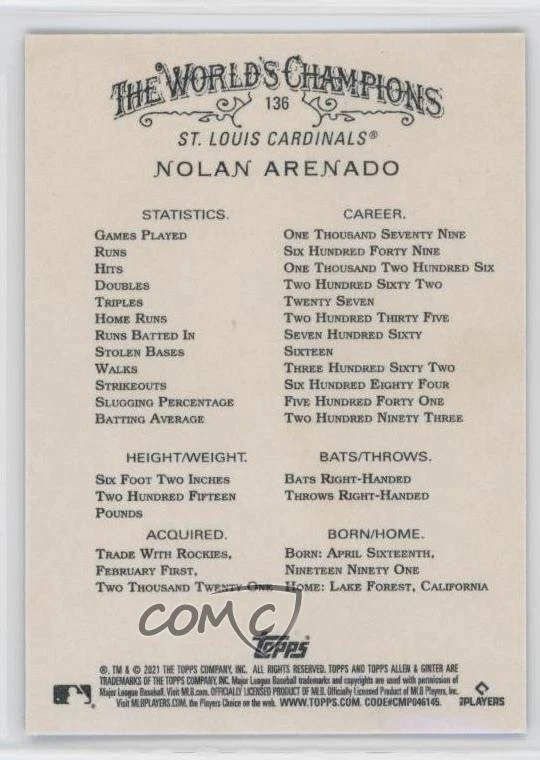 THE WORLD'S CHAMPIONS
136
ST. LOUIS CARDINALS®
NOLAN ARENADO
STATISTICS. CAREER.
GAMES PLAYED ONE THOUSAND SEVENTY NINE
RUNS SIX HUNDRED FORTY NINE
HITS ONE THOUSAND TWO HUNDRED SIX
DOUBLES TWO HUNDRED SIXTY TWO
TRIPLES TWENTY SEVEN
HOME RUNS TWO HUNDRED THIRTY FIVE
RUNS BATTED IN SEVEN HUNDRED SIXTY
STOLEN BASES SIXTEEN
WALKS THREE HUNDRED SIXTY TWO
STRIKEOUTS SIX HUNDRED EIGHTY FOUR
SLUGGING PERCENTAGE FIVE HUNDRED FORTY ONE
BATTING AVERAGE TWO HUNDRED NINETY THREE
HEIGHT/WEIGHT. BATS/THROWS.
SIX FOOT TWO INCHES BATS RIGHT-HANDED
TWO HUNDRED FIFTEEN THROWS RIGHT-HANDED
POUNDS
ACQUIRED. BORN/HOME.
TRADE WITH ROCKIES, BORN: APRIL SIXTEENTH,
FEBRUARY FIRST, NINETEEN NINETY ONE
TWO THOUSAND TWENTY ONE HOME: LAKE FOREST, CALIFORNIA
COMC
TOPPS
®, TM & © 2021 THE TOPPS COMPANY, INC. ALL RIGHTS RESERVED. TOPPS AND TOPPS ALLEN & GINTER ARE
TRADEMARKS OF THE TOPPS COMPANY, INC. Major League Baseball trademarks and copyrights are used with permission of
Major League Baseball. Visit MLB.com. OFFICIALLY LICENSED PRODUCT OF MLB Players, Inc.
Visit MLBPLAYERS.COM, the Players Choice on the web. WWW.TOPPS.COM. CODE#CMP046145.
PLAYERS